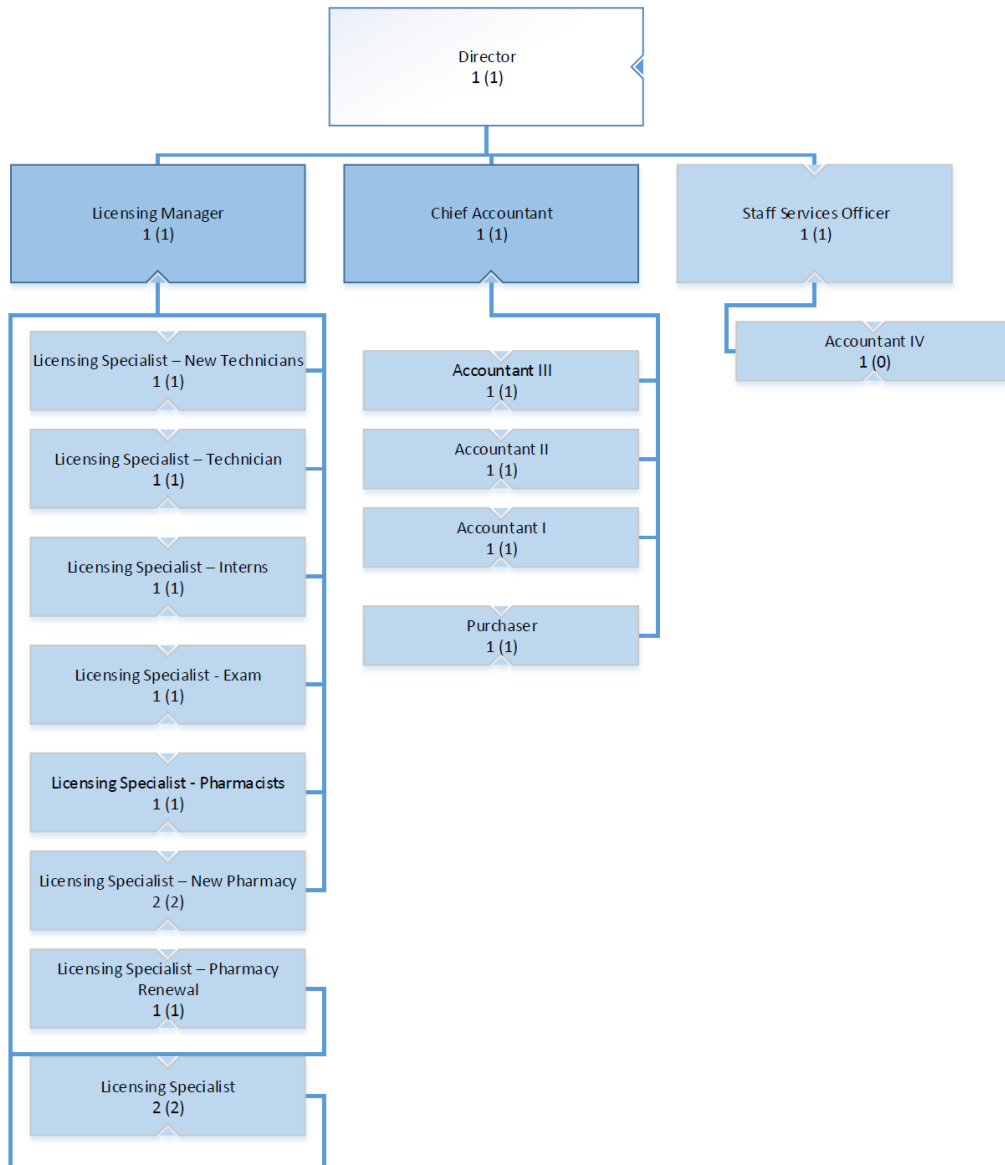 Director
1 (1)
Licensing Manager
1 (1)
Chief Accountant
1 (1)
Staff Services Officer
1 (1)
Licensing Specialist – New Technicians
1 (1)
Licensing Specialist – Technician
1 (1)
Licensing Specialist – Interns
1 (1)
Licensing Specialist - Exam
1 (1)
Licensing Specialist - Pharmacists
1 (1)
Licensing Specialist – New Pharmacy
2 (2)
Licensing Specialist – Pharmacy
Renewal
1 (1)
Licensing Specialist
2 (2)
Accountant III
1 (1)
Accountant II
1 (1)
Accountant I
1 (1)
Purchaser
1 (1)
Accountant IV
1 (0)